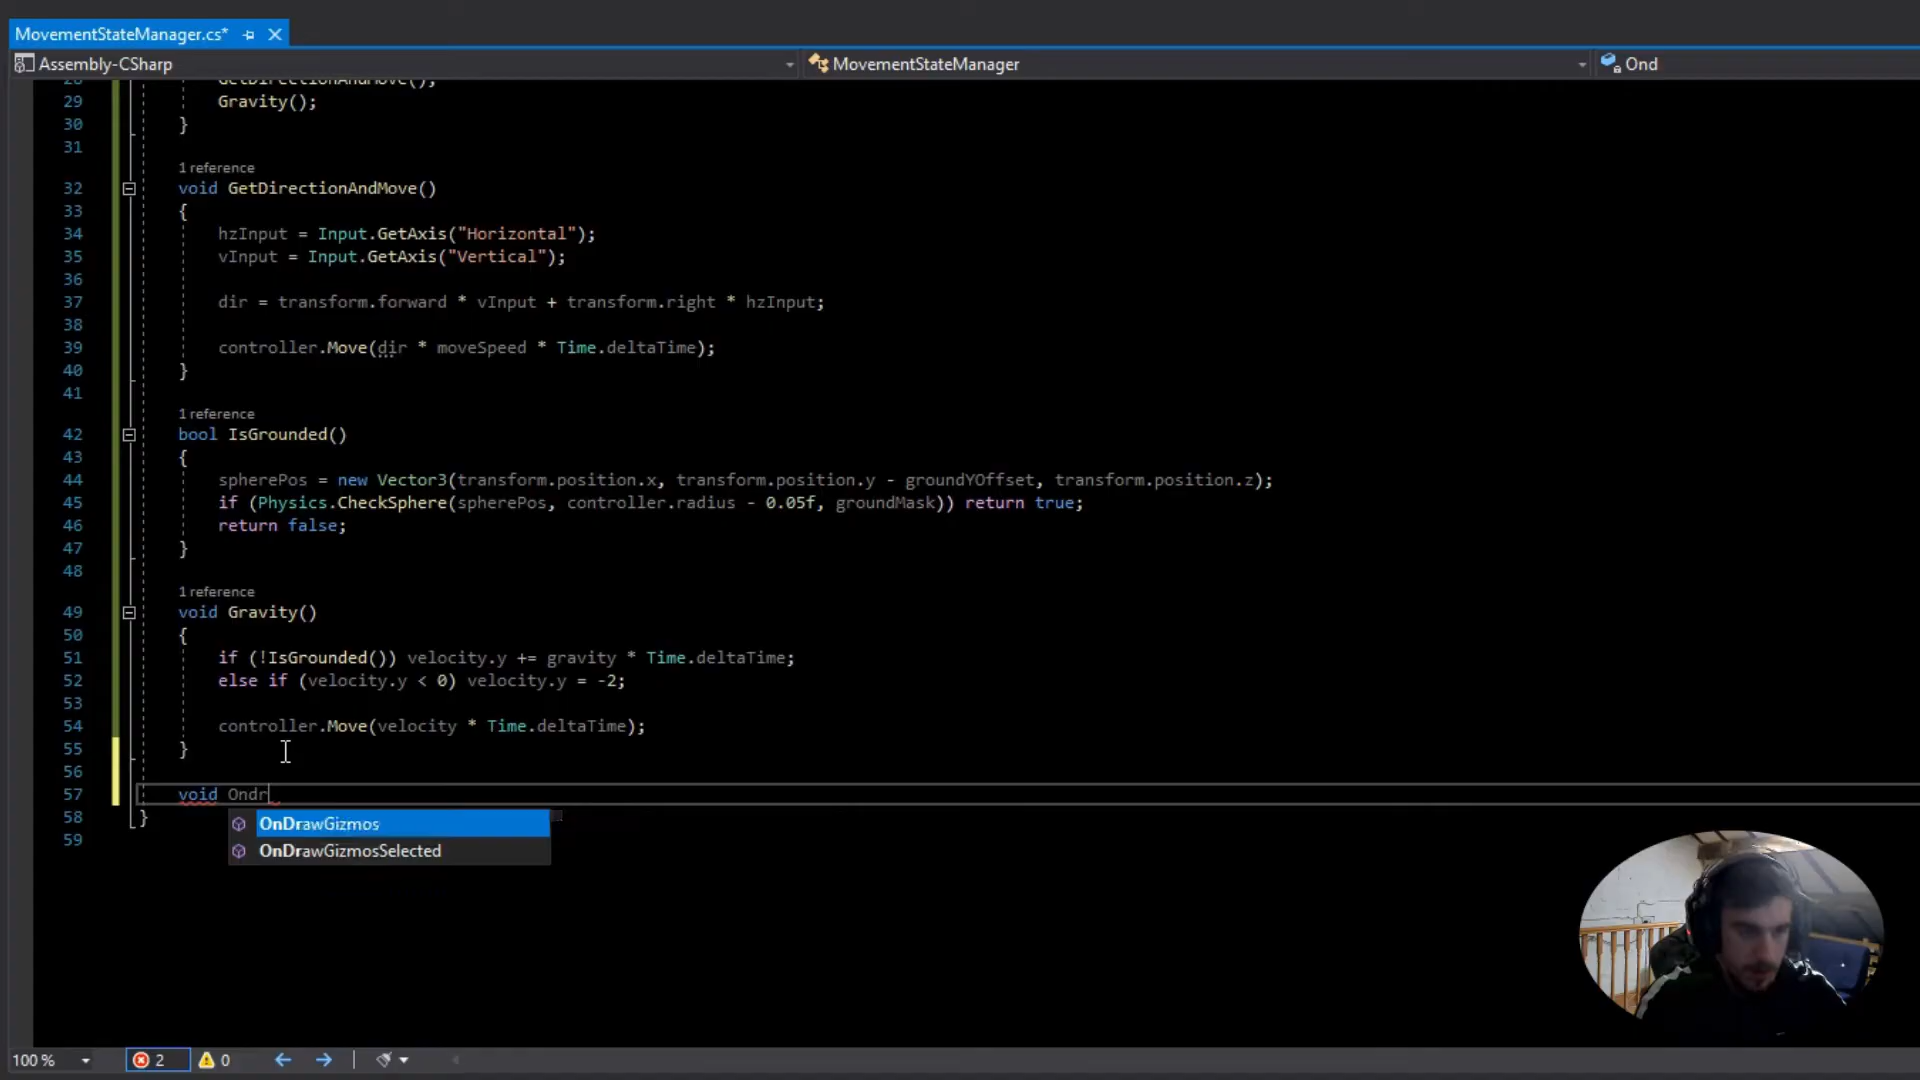 MovementStateManager.cs*
Assembly-CSharp
MovementStateManager
Ond
28 GetDirectionAndMove();
29 Gravity();
30 }
31
1 reference
32 void GetDirectionAndMove()
33 {
34 hzInput = Input.GetAxis("Horizontal");
35 vInput = Input.GetAxis("Vertical");
36
37 dir = transform.forward * vInput + transform.right * hzInput;
38
39 controller.Move(dir * moveSpeed * Time.deltaTime);
40 }
41
1 reference
42 bool IsGrounded()
43 {
44 spherePos = new Vector3(transform.position.x, transform.position.y - groundYOffset, transform.position.z);
45 if (Physics.CheckSphere(spherePos, controller.radius - 0.05f, groundMask)) return true;
46 return false;
47 }
48
1 reference
49 void Gravity()
50 {
51 if (!IsGrounded()) velocity.y += gravity * Time.deltaTime;
52 else if (velocity.y < 0) velocity.y = -2;
53
54 controller.Move(velocity * Time.deltaTime);
55 }
56
57 void Ondr
58 }
OnDrawGizmos
59
OnDrawGizmosSelected
100 %
2
0